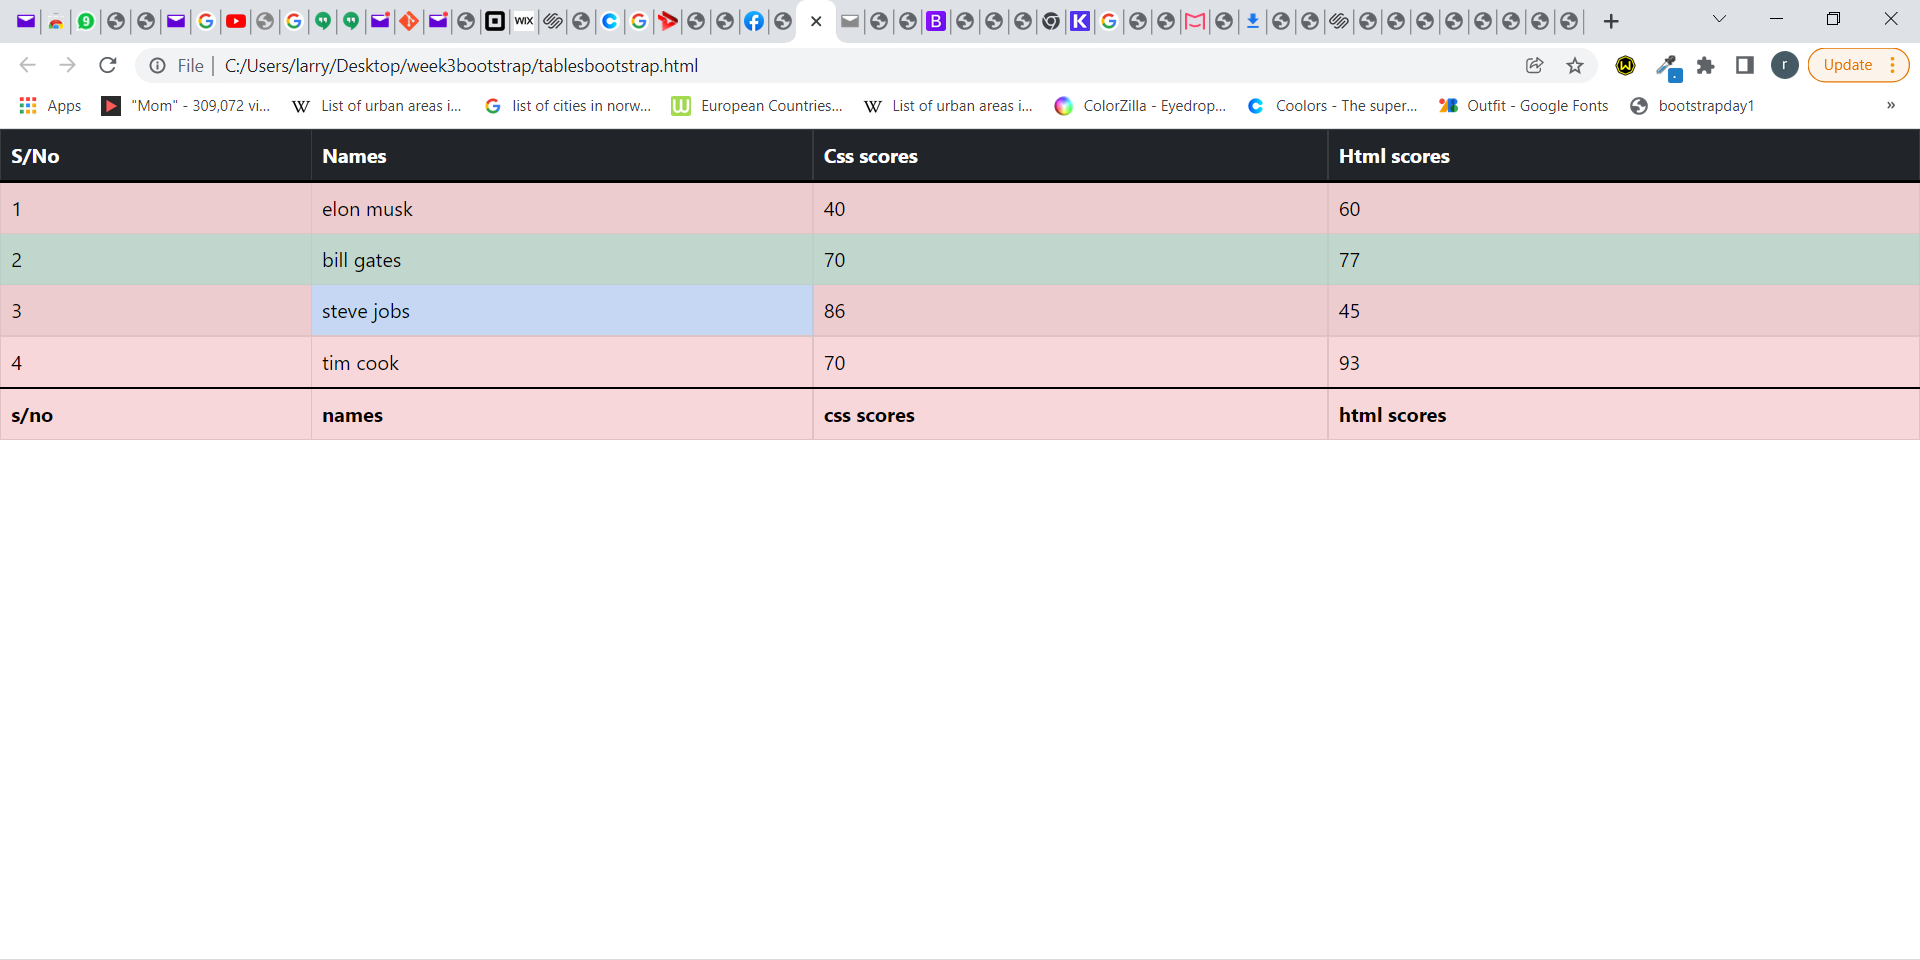 9 WIX B K
File C:/Users/larry/Desktop/week3bootstrap/tablesbootstrap.html r Update
Apps "Mom" - 309,072 vi... List of urban areas i... list of cities in norw... European Countries... List of urban areas i... ColorZilla - Eyedrop... Coolors - The super... Outfit - Google Fonts bootstrapday1 »
S/No Names Css scores Html scores
1 elon musk 40 60
2 bill gates 70 77
3 steve jobs 86 45
4 tim cook 70 93
s/no names css scores html scores